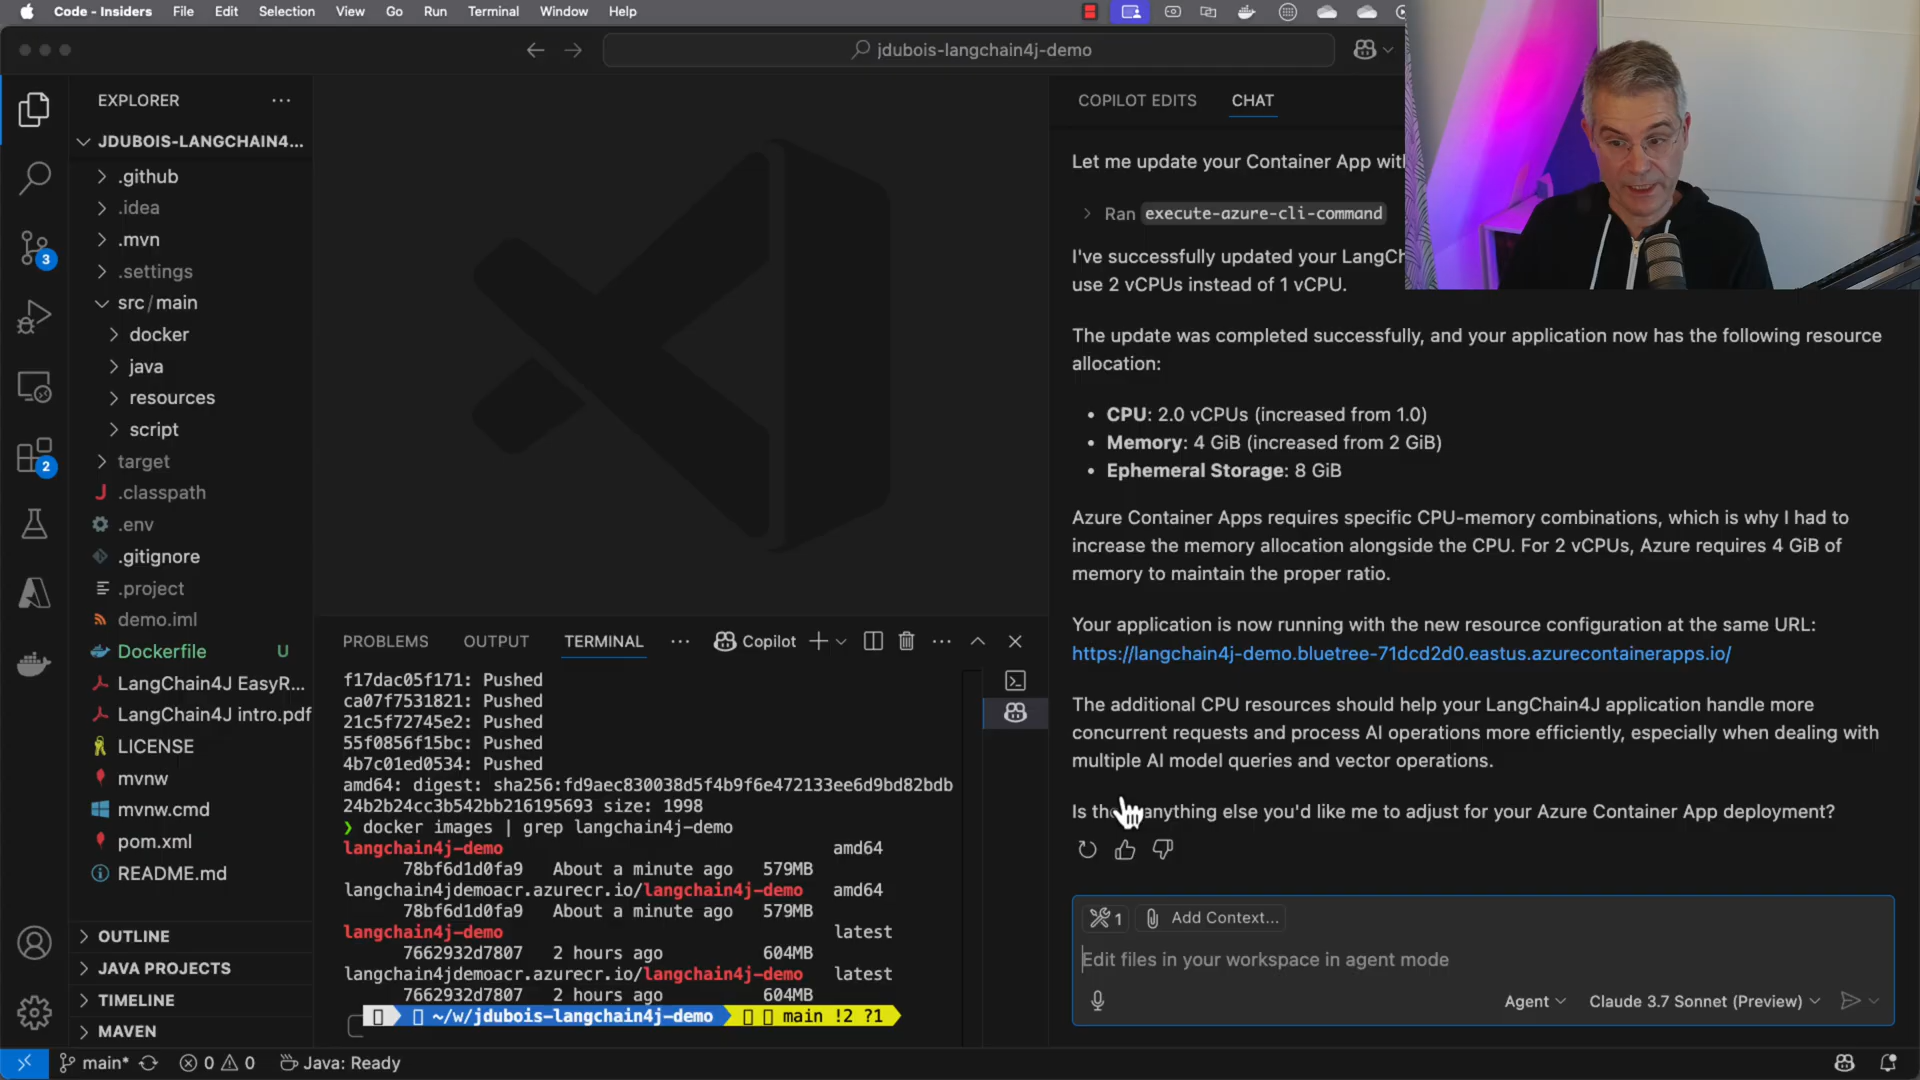 Code - Insiders File Edit Selection View Go Run Terminal Window Help
jdubois-langchain4j-demo
EXPLORER
JDUBOIS-LANGCHAIN4...
.github
.idea
.mvn
.settings
src/main
docker
java
resources
script
target
.classpath
.env
.gitignore
.project
demo.iml
Dockerfile U
LangChain4J EasyR...
LangChain4J intro.pdf
LICENSE
mvnw
mvnw.cmd
pom.xml
README.md
OUTLINE
JAVA PROJECTS
TIMELINE
MAVEN
3
2
PROBLEMS OUTPUT TERMINAL Copilot
f17dac05f171: Pushed
ca07f7531821: Pushed
21c5f72745e2: Pushed
55f0856f15bc: Pushed
4b7c01ed0534: Pushed
amd64: digest: sha256:fd9aec830038d5f4b9f6e472133ee6d9bd82bdb
24b2b24cc3b542bb216195693 size: 1998
❯ docker images | grep langchain4j-demo
langchain4j-demo amd64
78bf6d1d0fa9 About a minute ago 579MB
langchain4jdemoacr.azurecr.io/langchain4j-demo amd64
78bf6d1d0fa9 About a minute ago 579MB
langchain4j-demo latest
7662932d7807 2 hours ago 604MB
langchain4jdemoacr.azurecr.io/langchain4j-demo latest
7662932d7807 2 hours ago 604MB
~/w/jdubois-langchain4j-demo main !2 ?1
COPILOT EDITS CHAT
Let me update your Container App with
Ran execute-azure-cli-command
I've successfully updated your LangCh
use 2 vCPUs instead of 1 vCPU.
The update was completed successfully, and your application now has the following resource
allocation:
• CPU: 2.0 vCPUs (increased from 1.0)
• Memory: 4 GiB (increased from 2 GiB)
• Ephemeral Storage: 8 GiB
Azure Container Apps requires specific CPU-memory combinations, which is why I had to
increase the memory allocation alongside the CPU. For 2 vCPUs, Azure requires 4 GiB of
memory to maintain the proper ratio.
Your application is now running with the new resource configuration at the same URL:
https://langchain4j-demo.bluetree-71dcd2d0.eastus.azurecontainerapps.io/
The additional CPU resources should help your LangChain4J application handle more
concurrent requests and process AI operations more efficiently, especially when dealing with
multiple AI model queries and vector operations.
Is the anything else you'd like me to adjust for your Azure Container App deployment?
1 Add Context...
Edit files in your workspace in agent mode
Agent Claude 3.7 Sonnet (Preview)
main* 0 0 Java: Ready